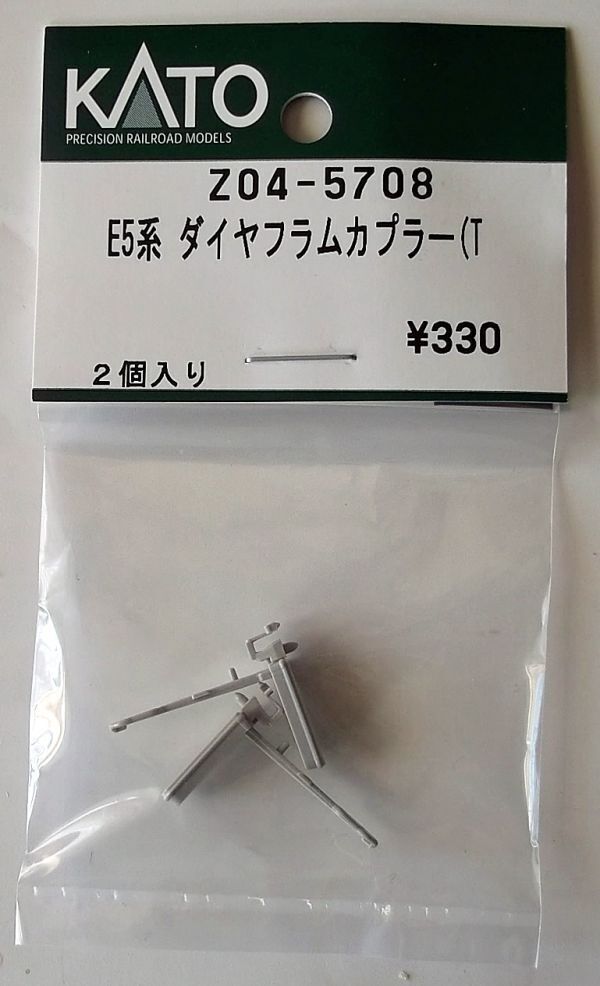 KATO
PRECISION RAILROAD MODELS
Z04-5708
E5系 ダイヤフラムカプラー(T
¥330
2個入り